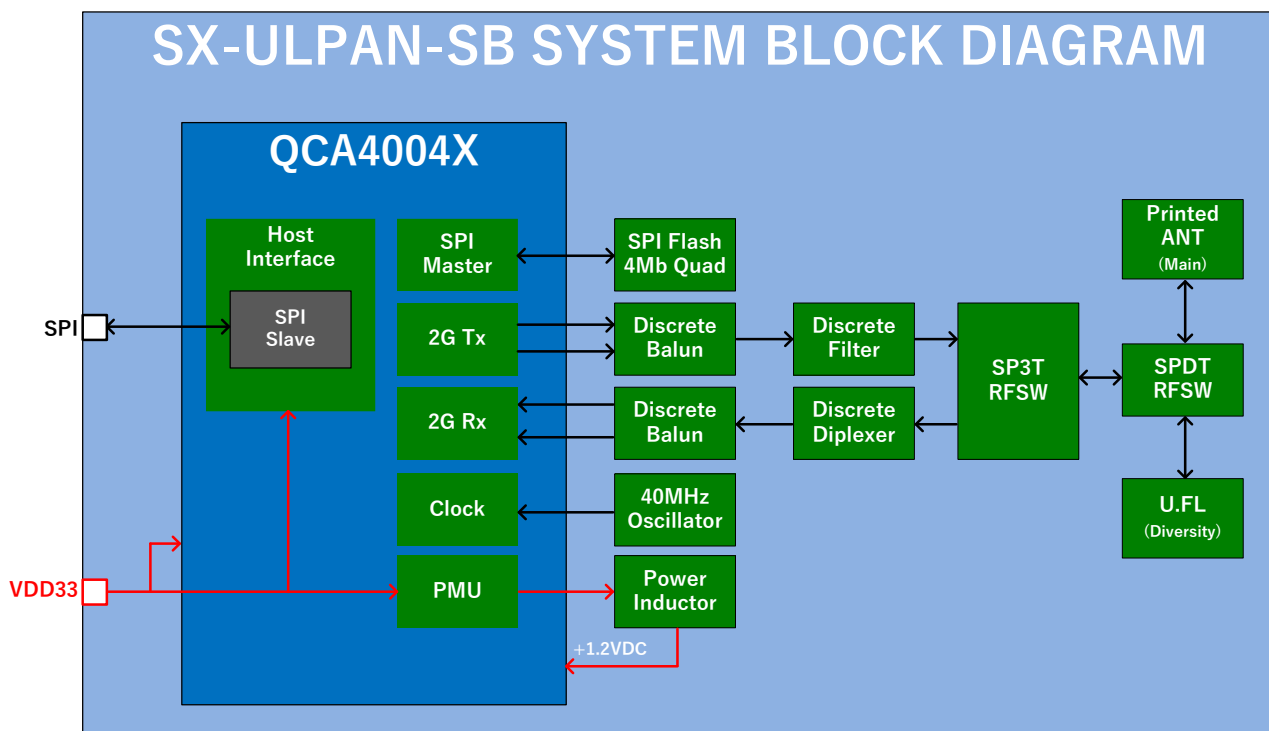 SX-ULPAN-SB SYSTEM BLOCK DIAGRAM
QCA4004X
Host
Interface
SPI
Slave
SPI
Master
SPI Flash
4Mb Quad
Printed
ANT
(Main)
SPI
2G Tx
Discrete
Balun
Discrete
Filter
SP3T
RFSW
SPDT
RFSW
2G Rx
Discrete
Balun
Discrete
Diplexer
Clock
40MHz
Oscillator
U.FL
(Diversity)
VDD33
PMU
Power
Inductor
+1.2VDC